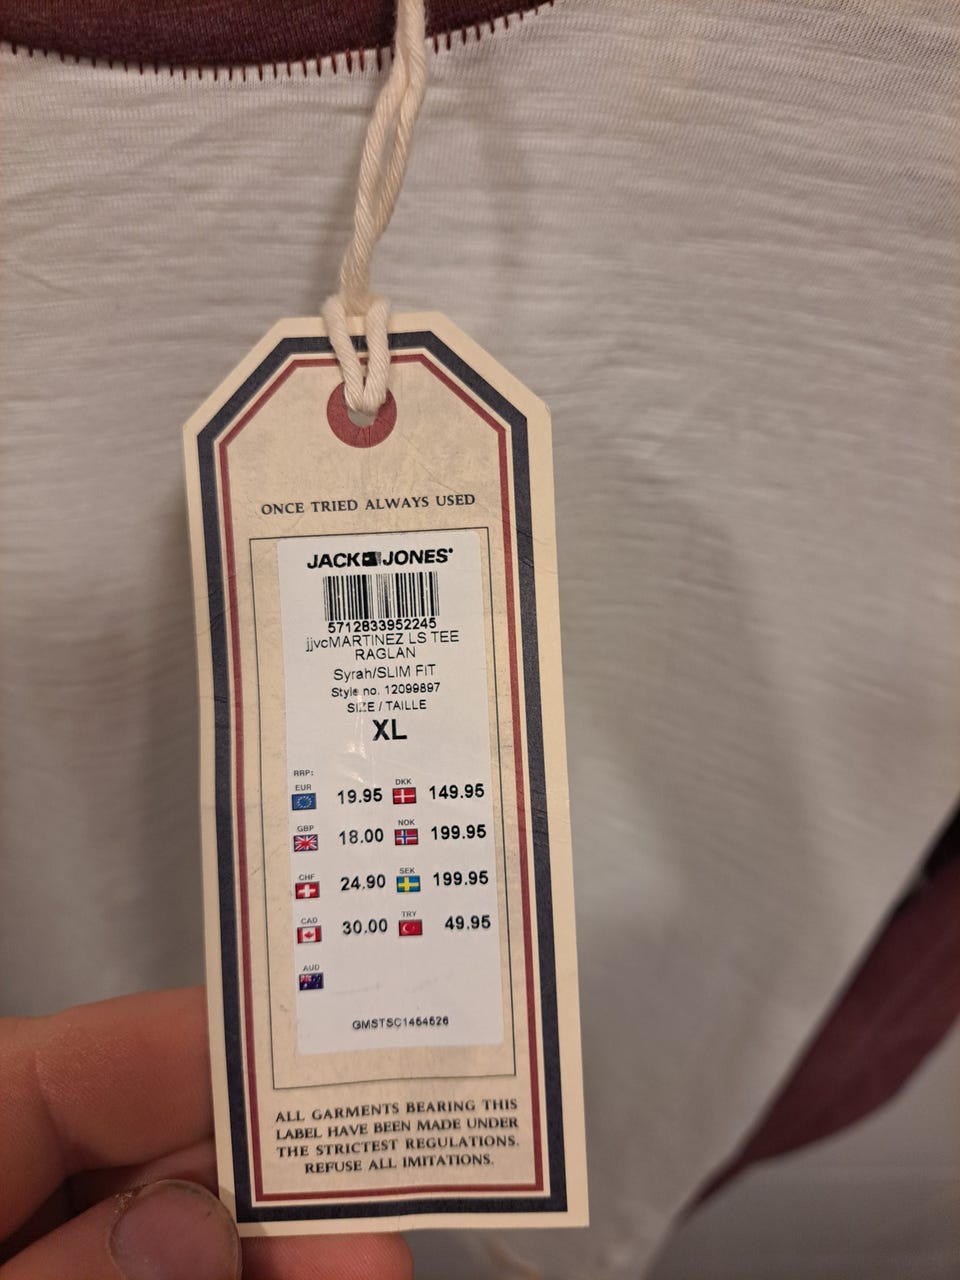 ONCE TRIED ALWAYS USED
JACK JONES
5712833952245
jjvcMARTINEZ LS TEE
RAGLAN
Syrah/SLIM FIT
Style no. 12099897
SIZE / TAILLE
XL
RRP:
EUR 19.95 DKK 149.95
GBP 18.00 NOK 199.95
CHF 24.90 SEK 199.95
CAD 30.00 TRY 49.95
AUD
GMSTSC1464626
ALL GARMENTS BEARING THIS
LABEL HAVE BEEN MADE UNDER
THE STRICTEST REGULATIONS.
REFUSE ALL IMITATIONS.